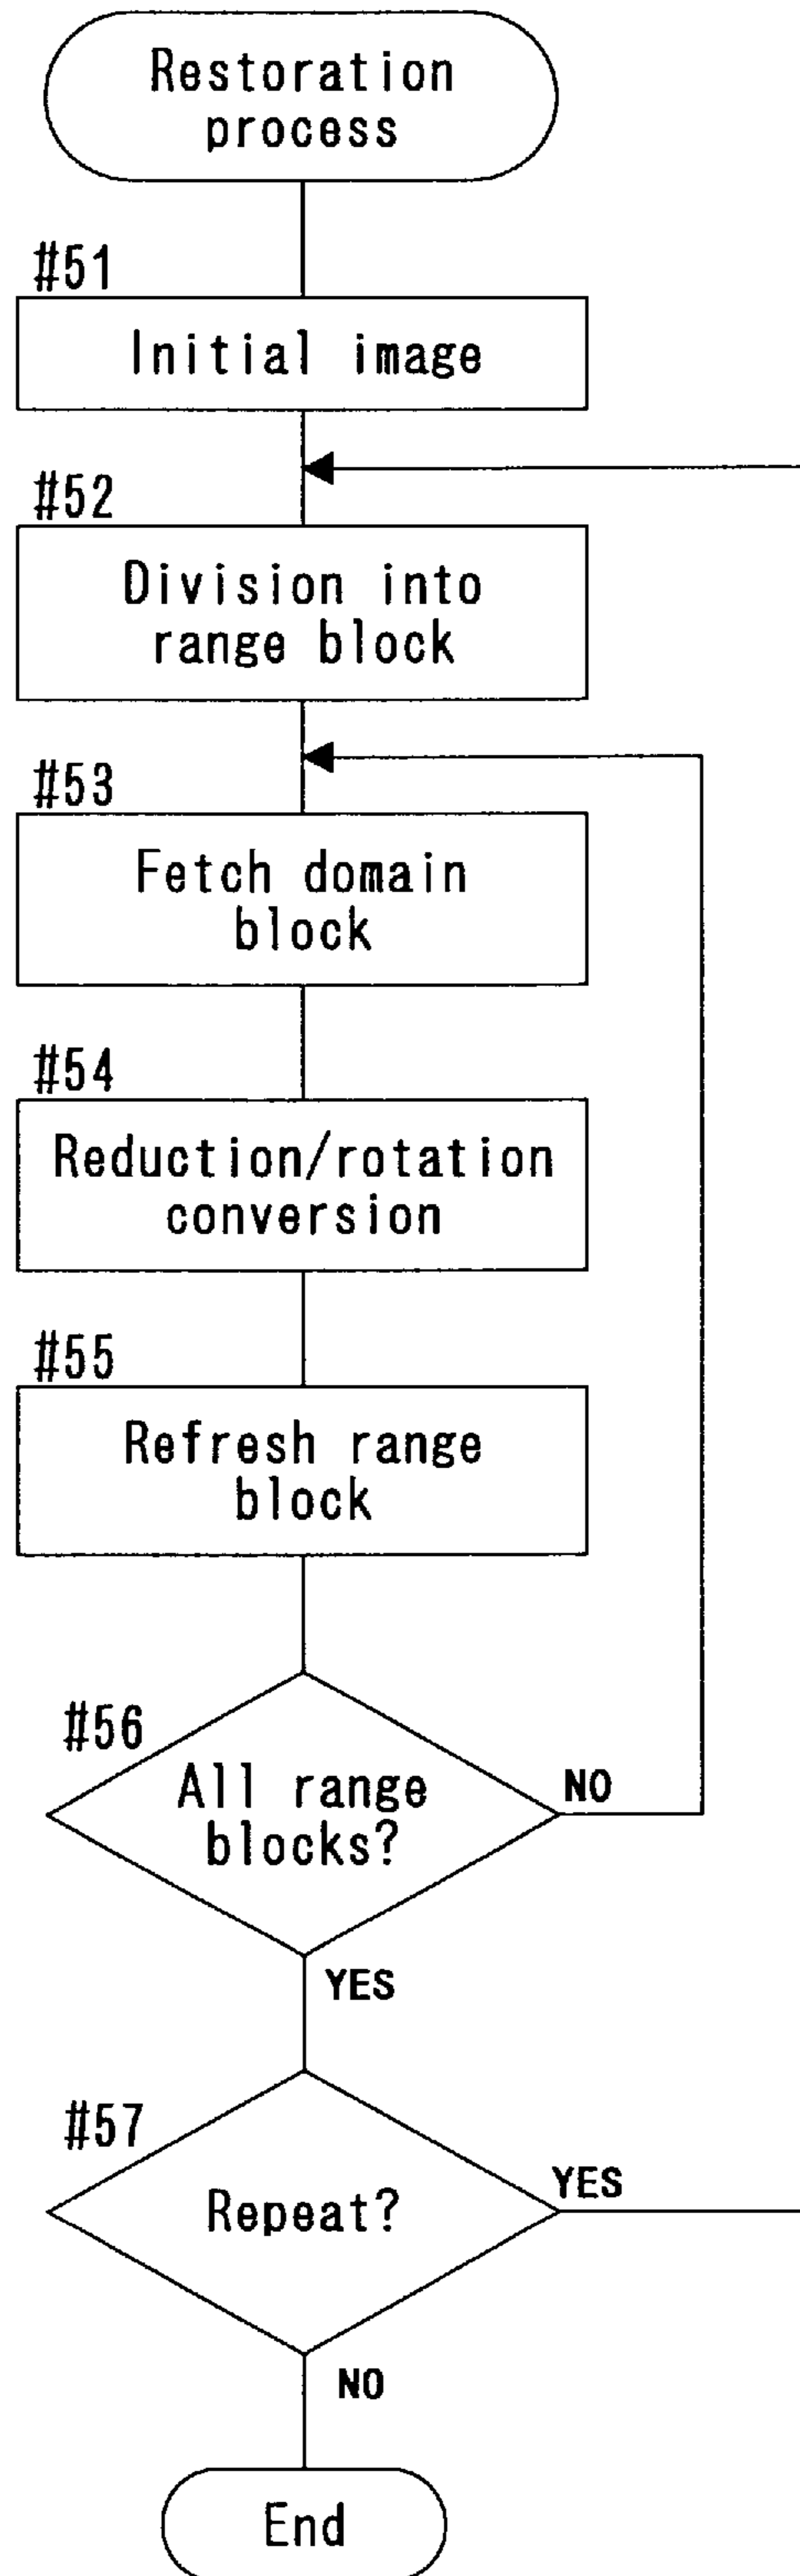 Restoration
process
#51
Initial image
#52
Division into
range block
#53
Fetch domain
block
#54
Reduction/rotation
conversion
#55
Refresh range
block
#56
All range
blocks?
NO
YES
#57
Repeat?
YES
NO
End